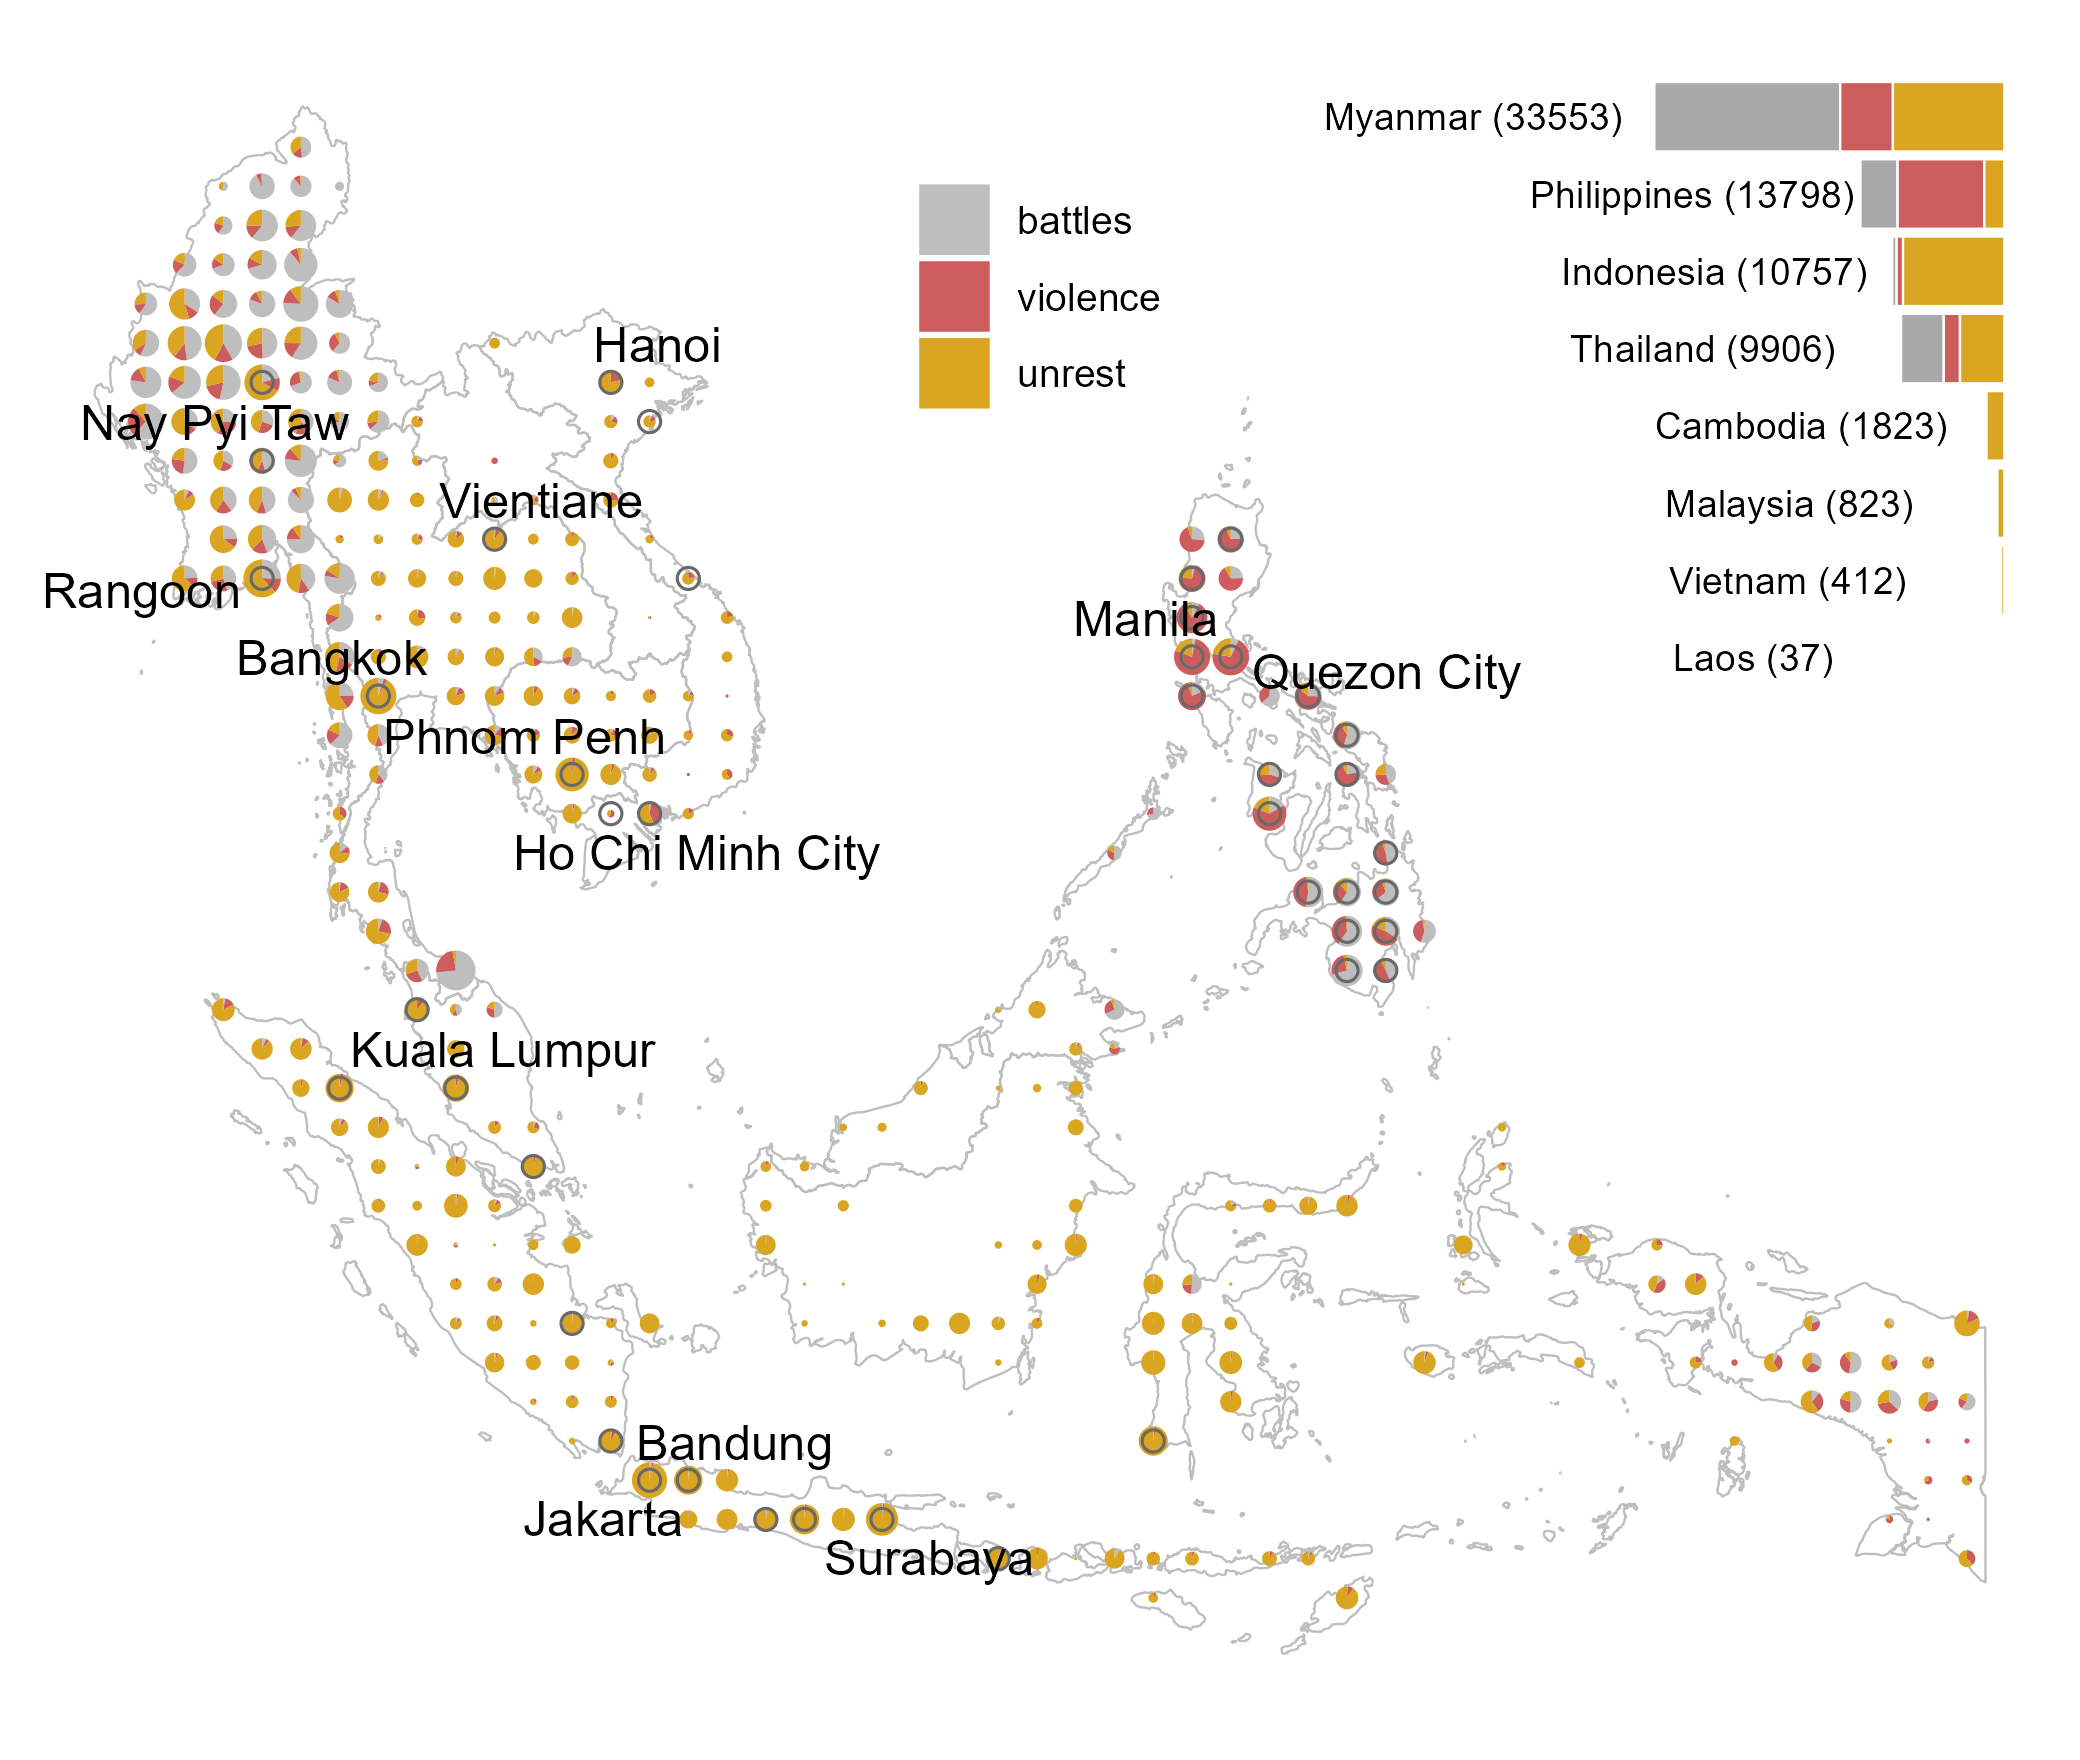 Myanmar (33553)
Philippines (13798)
Indonesia (10757)
Thailand (9906)
Cambodia (1823)
Malaysia (823)
Vietnam (412)
Laos (37)
battles
violence
unrest
Hanoi
Nay Pyi Taw
Vientiane
Rangoon
Manila
Bangkok
Quezon City
Phnom Penh
Ho Chi Minh City
Kuala Lumpur
Bandung
Jakarta
Surabaya